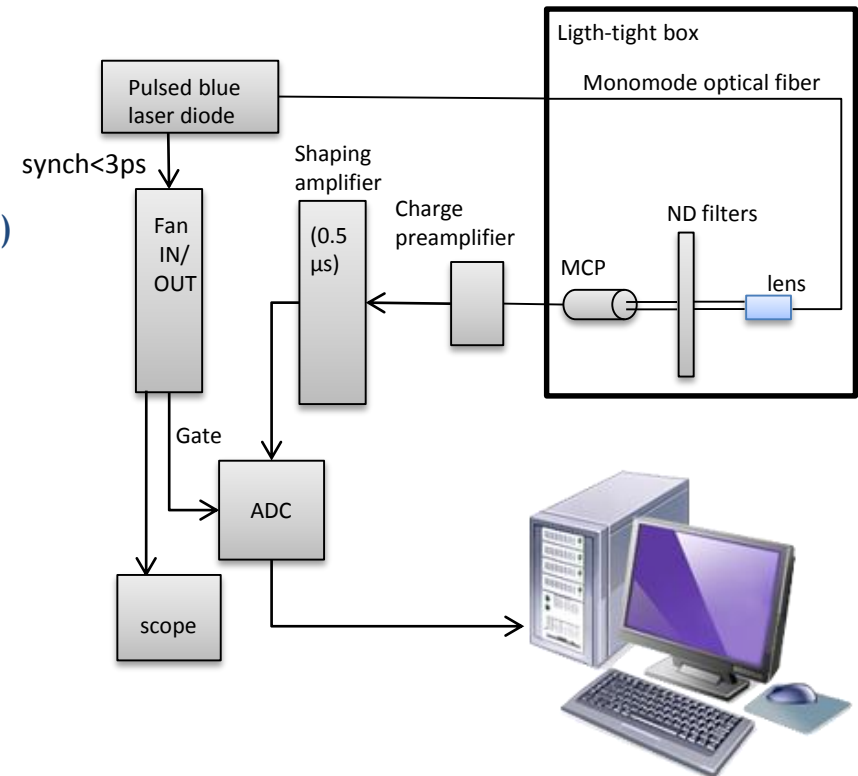 Ligth-tight box
Monomode optical fiber
Pulsed blue
laser diode
synch<3ps
Shaping
amplifier
Charge
preamplifier
ND filters
)
Fan
IN/
OUT
(0.5
µs)
MCP
lens
Gate
ADC
scope